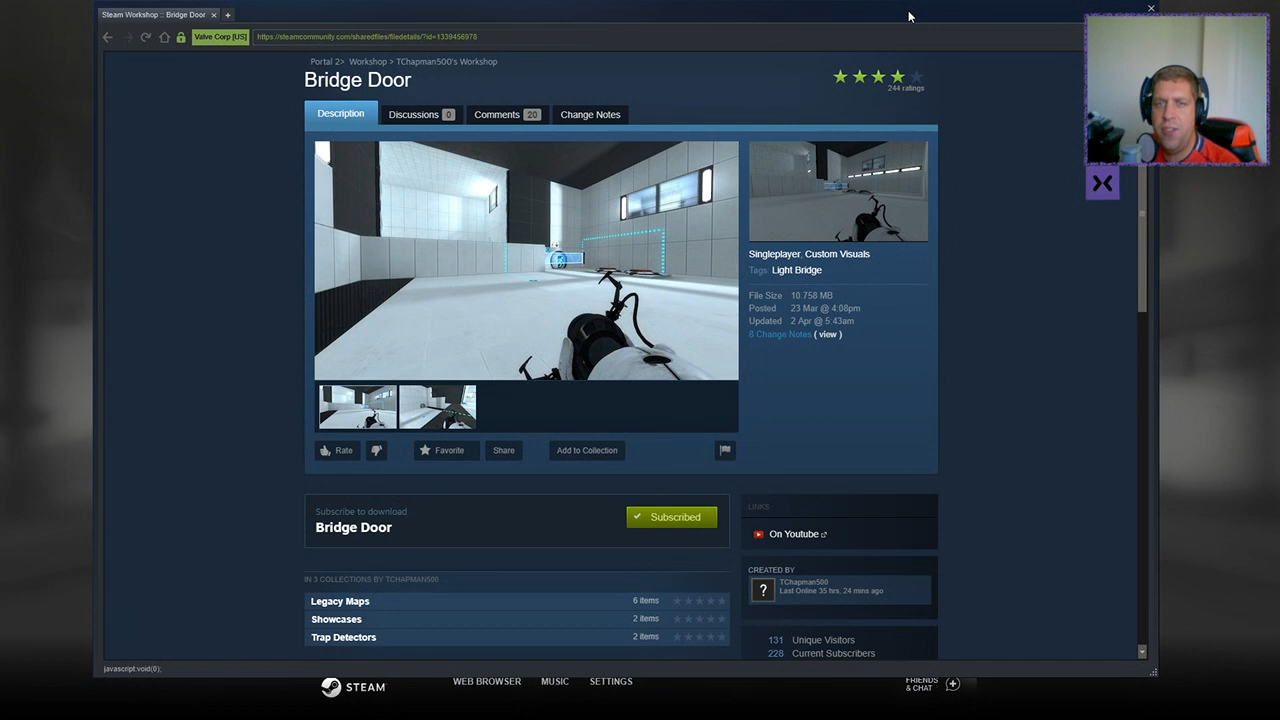 Steam Workshop :: Bridge Door
Valve Corp [US]
https://steamcommunity.com/sharedfiles/filedetails/?id=1339456978
Portal 2> Workshop > TChapman500's Workshop
Bridge Door
244 ratings
Description
Discussions 0
Comments 20
Change Notes
Singleplayer, Custom Visuals
Tags: Light Bridge
File Size 10.758 MB
Posted 23 Mar @ 4:08pm
Updated 2 Apr @ 5:43am
8 Change Notes ( view )
Rate
Favorite
Share
Add to Collection
Subscribe to download
Bridge Door
Subscribed
LINKS
On Youtube
CREATED BY
TChapman500
Last Online 35 hrs, 24 mins ago
IN 3 COLLECTIONS BY TCHAPMAN500
Legacy Maps 6 items
Showcases 2 items
Trap Detectors 2 items
131 Unique Visitors
228 Current Subscribers
javascript:void(0);
STEAM
WEB BROWSER
MUSIC
SETTINGS
FRIENDS
& CHAT